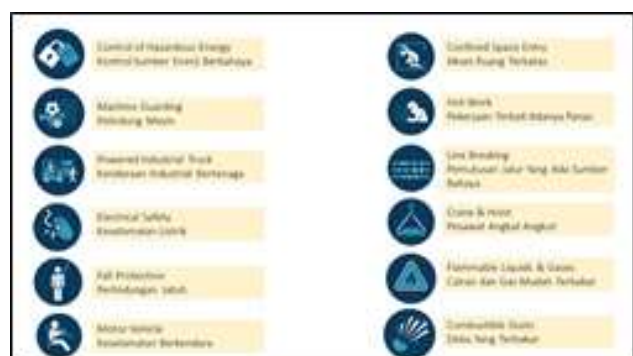 Control of Hazardous Energy
Kontrol Sumber Energi Berbahaya
Machine Guarding
Pelindung Mesin
Powered Industrial Truck
Kendaraan Industrial Bertenaga
Electrical Safety
Keselamatan Listrik
Fall Protection
Perlindungan Jatuh
Motor Vehicle
Keselamatan Berkendara
Confined Space Entry
Masuk Ruang Terbatas
Hot Work
Pekerjaan Terkait Adanya Panas
Line Breaking
Pemutusan Jalur Yang Ada Sumber
Bahaya
Crane & Hoist
Pesawat Angkat Angkut
Flammable Liquids & Gases
Cairan dan Gas Mudah Terbakar
Combustible Dusts
Debu Yang Terbakar